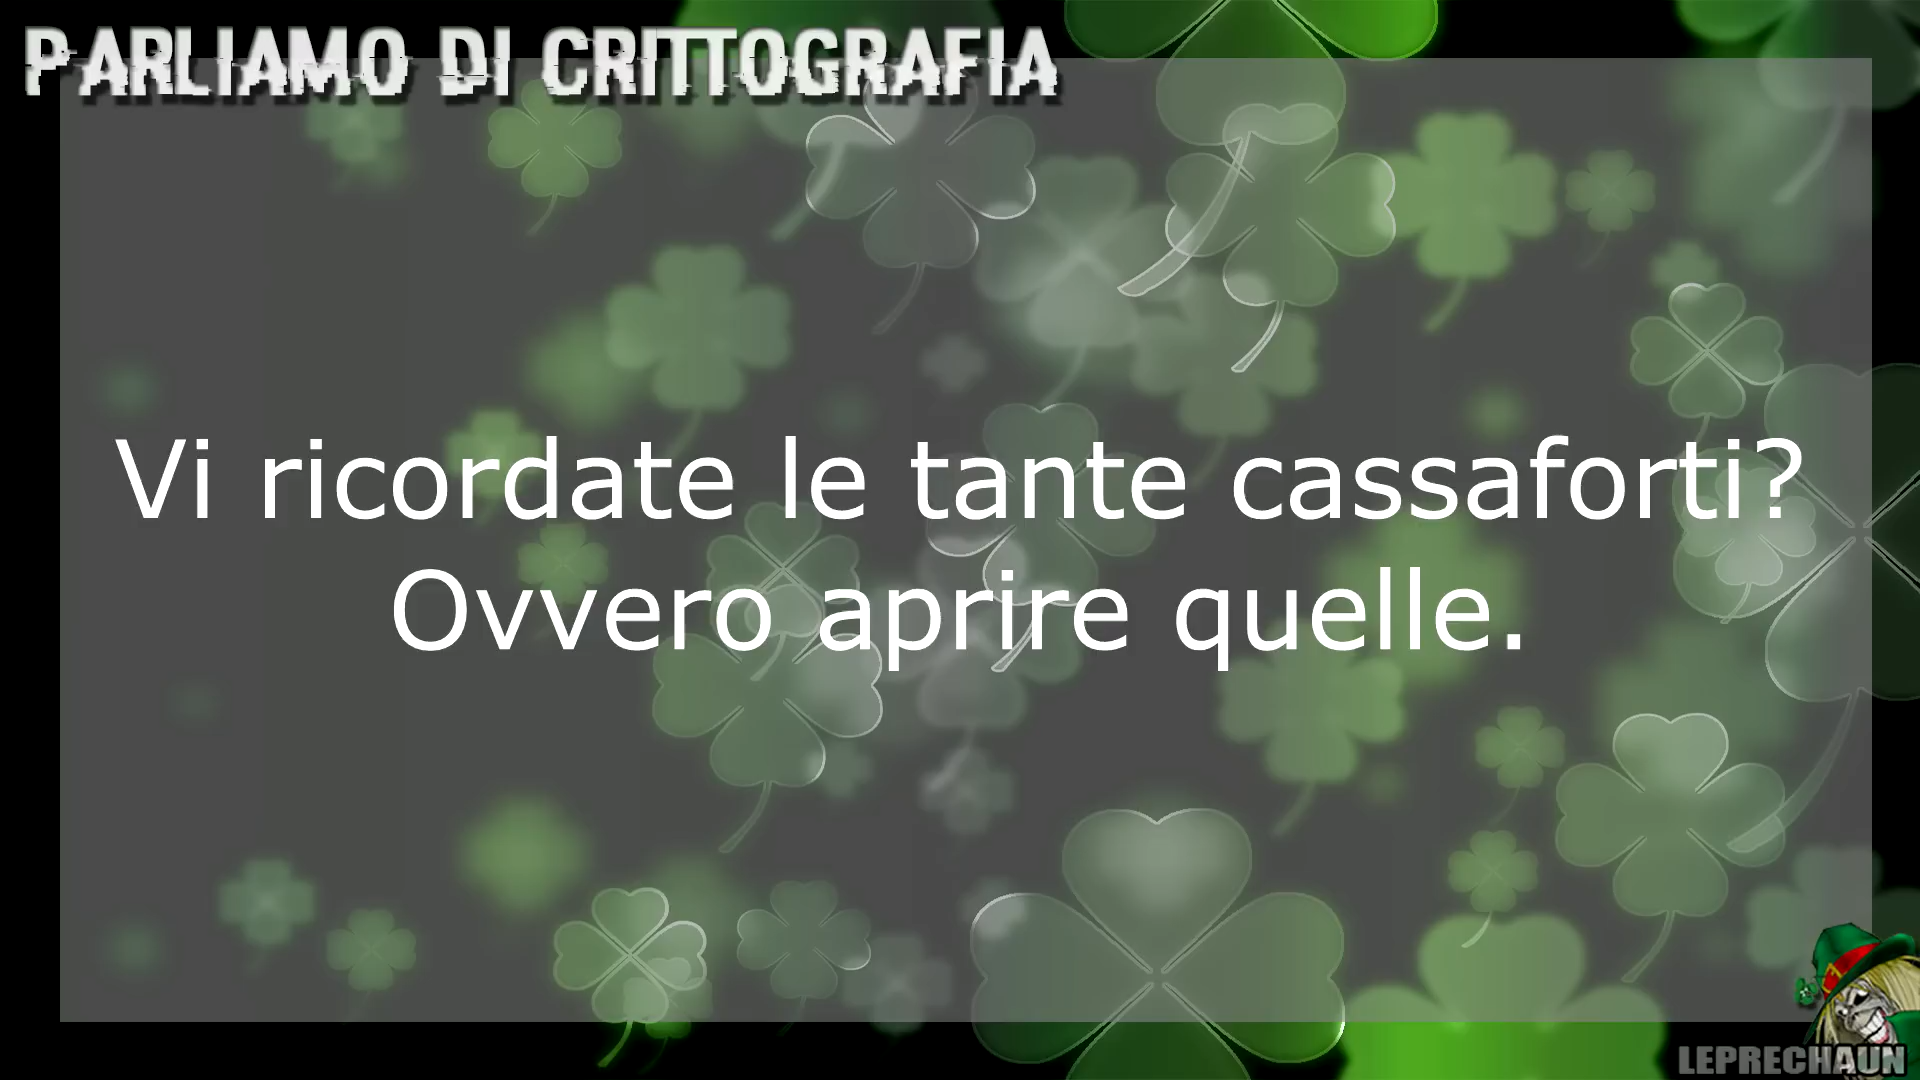 PARLIAMO DI CRITTOGRAFIA
Vi ricordate le tante cassaforti?
Ovvero aprire quelle.
LEPRECHAUN